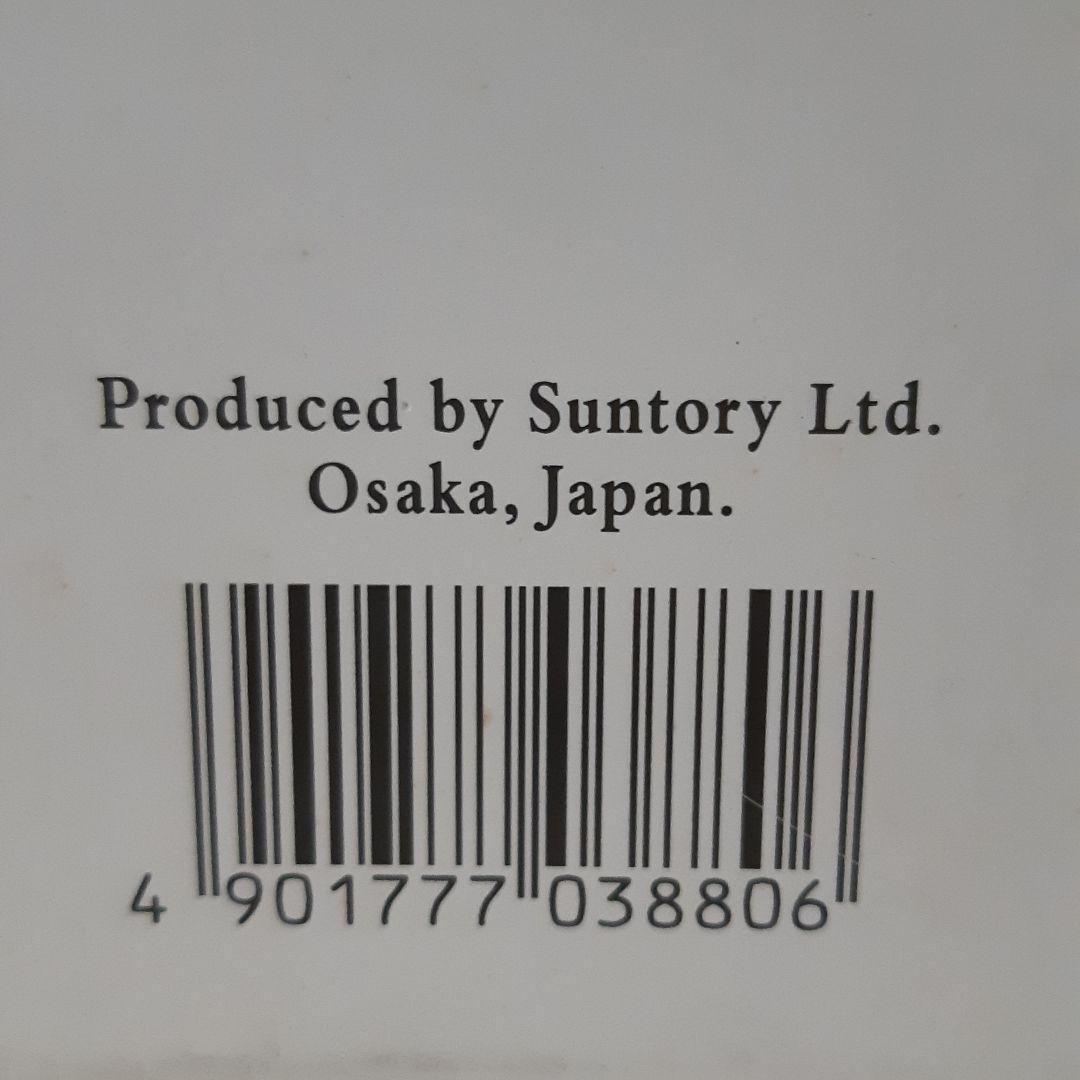 Produced by Suntory Ltd.
Osaka, Japan.
4 901777 038806